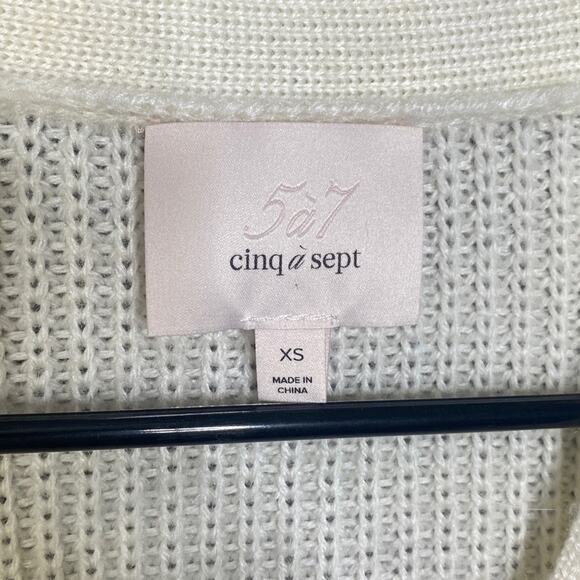 5à7
cinq à sept
XS
MADE IN
CHINA